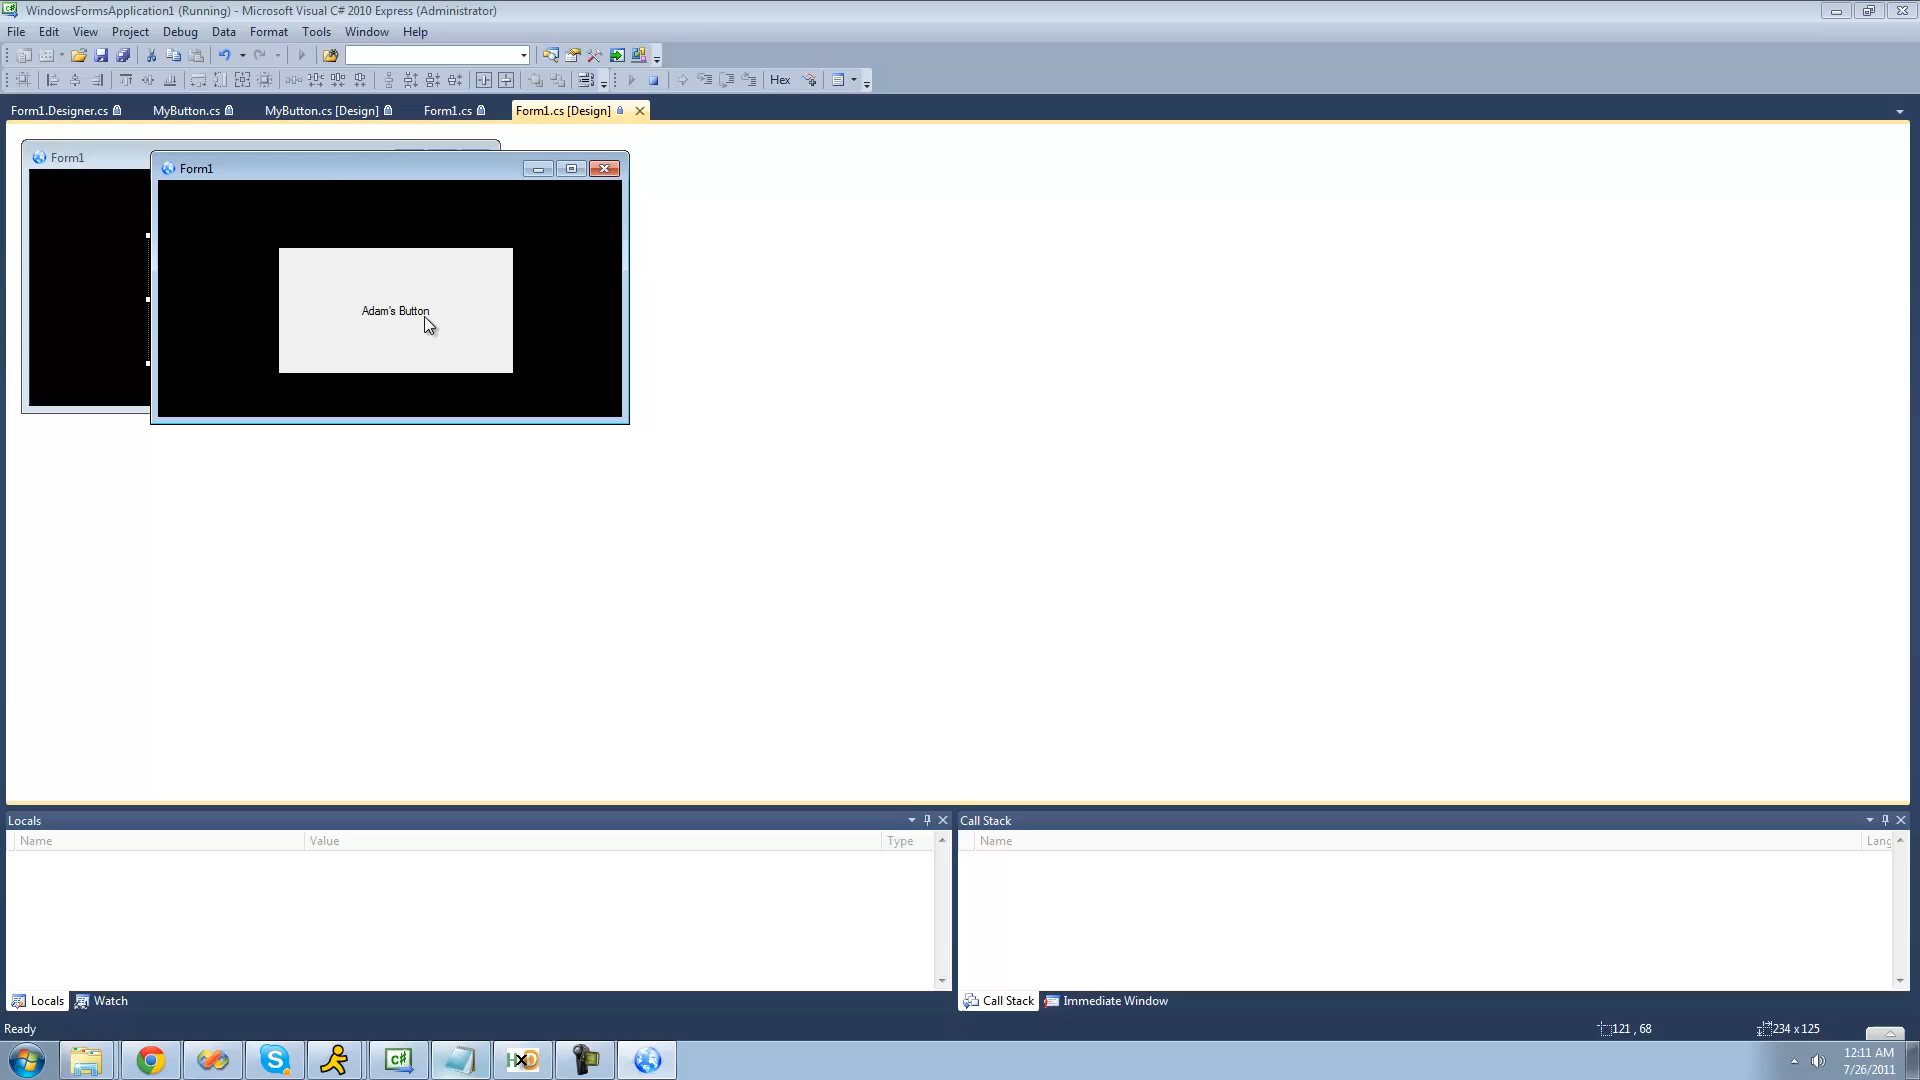 WindowsFormsApplication1 (Running) - Microsoft Visual C# 2010 Express (Administrator)
File Edit View Project Debug Data Format Tools Window Help
Hex
Form1.Designer.cs MyButton.cs MyButton.cs [Design] Form1.cs Form1.cs [Design]
Form1
Form1
Adam's Button
Locals
Name Value Type
Call Stack
Name Lang
Locals Watch
Call Stack Immediate Window
Ready
121 , 68
234 x 125
12:11 AM
7/26/2011